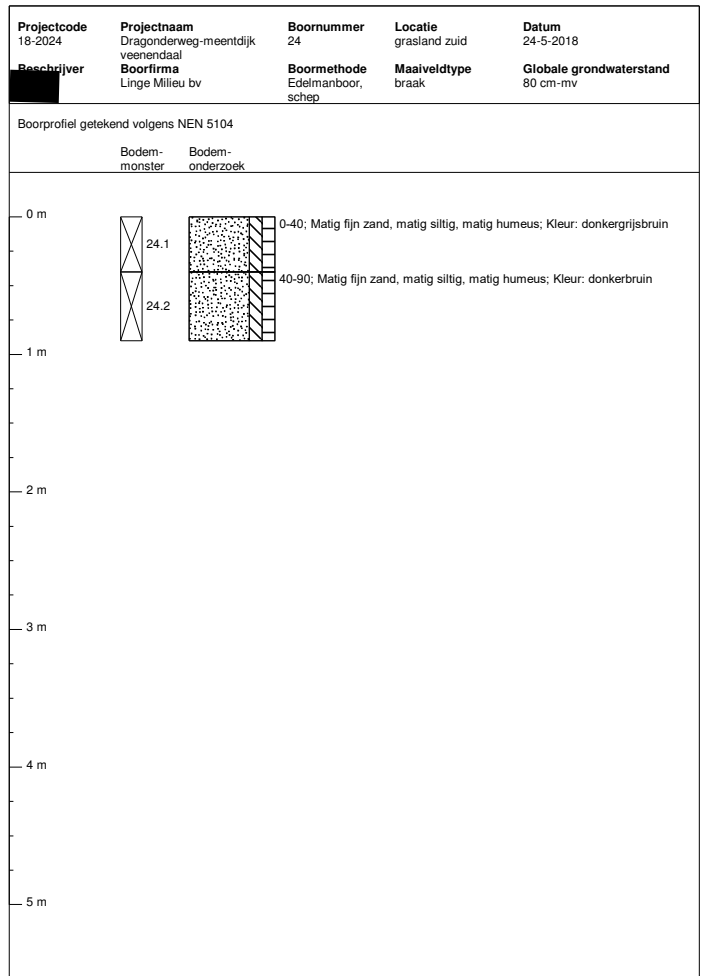 Projectcode Projectnaam Boornummer Locatie Datum
18-2024 Dragonderweg-meentdijk 24 grasland zuid 24-5-2018
veenendaal
Beschrijver Boorfirma Boormethode Maaiveldtype Globale grondwaterstand
Linge Milieu bv Edelmanboor, braak 80 cm-mv
schep
Boorprofiel getekend volgens NEN 5104
Bodem- Bodem-
monster onderzoek
0 m
0-40; Matig fijn zand, matig siltig, matig humeus; Kleur: donkergrijsbruin
24.1
40-90; Matig fijn zand, matig siltig, matig humeus; Kleur: donkerbruin
24.2
1 m
2 m
3 m
4 m
5 m